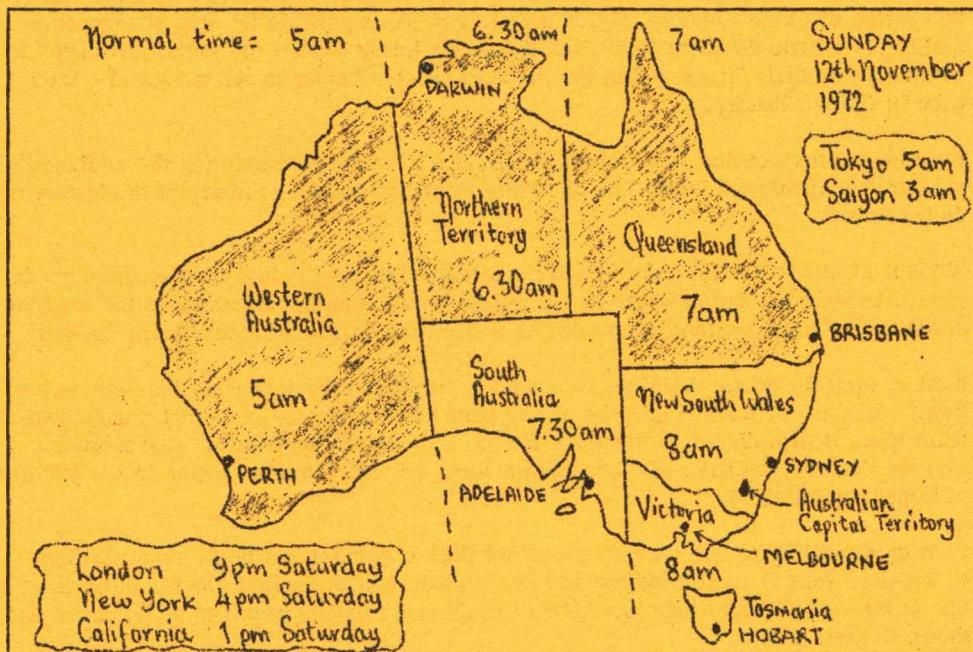 Normal time = 5am 6.30am 7am
SUNDAY
12th November
1972
DARWIN
Tokyo 5am
Saigon 3am
Northern
Territory
6.30am
Queensland
7am
Western
Australia
5am
BRISBANE
South
Australia
7.30am
New South Wales
8am
PERTH
ADELAIDE
SYDNEY
Victoria
Australian
Capital Territory
MELBOURNE
8am
London 9pm Saturday
New York 4pm Saturday
California 1pm Saturday
Tasmania
HOBART